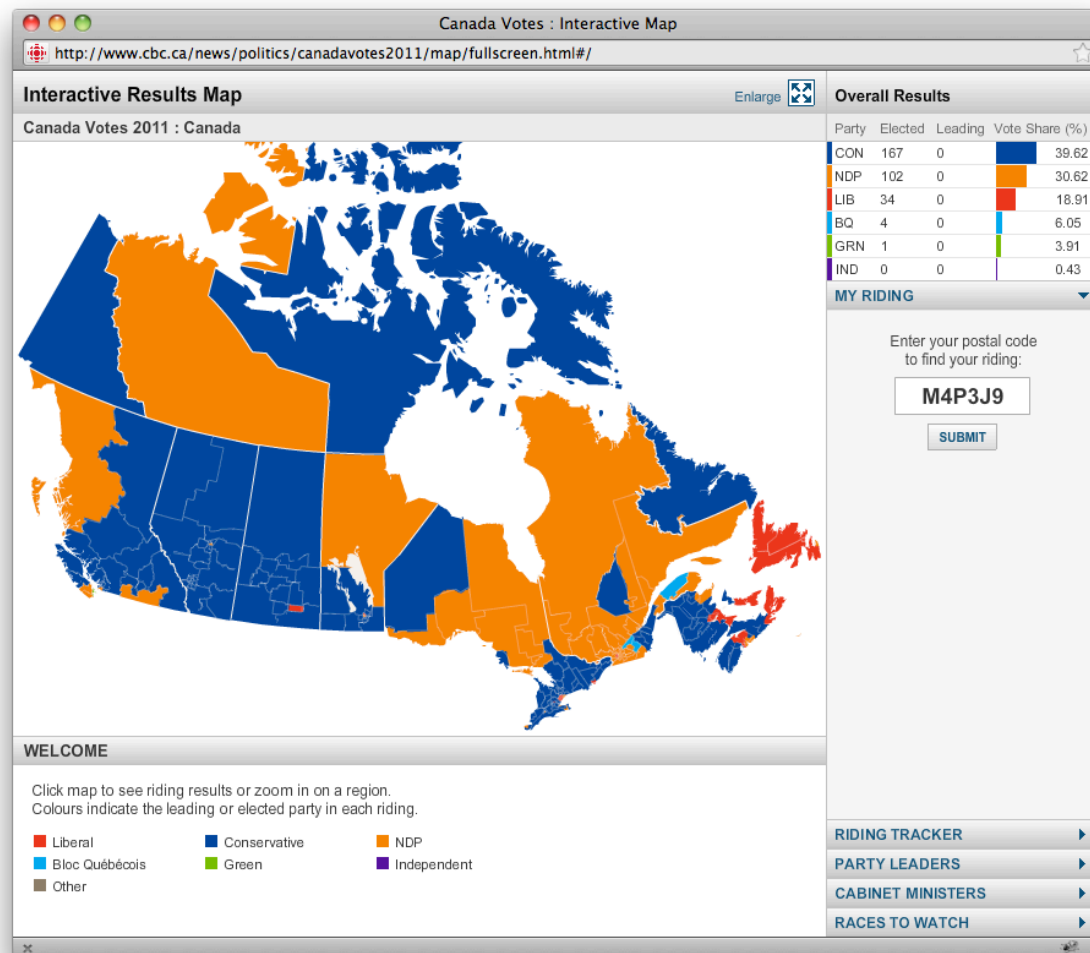 Canada Votes : Interactive Map
http://www.cbc.ca/news/politics/canadavotes2011/map/fullscreen.html#/
Interactive Results Map
Enlarge
Canada Votes 2011 : Canada
Overall Results
Party Elected Leading Vote Share (%)
CON 167 0 39.62
NDP 102 0 30.62
LIB 34 0 18.91
BQ 4 0 6.05
GRN 1 0 3.91
IND 0 0 0.43
MY RIDING
Enter your postal code
to find your riding:
M4P3J9
SUBMIT
WELCOME
Click map to see riding results or zoom in on a region.
Colours indicate the leading or elected party in each riding.
Liberal Conservative NDP
Bloc Québécois Green Independent
Other
RIDING TRACKER
PARTY LEADERS
CABINET MINISTERS
RACES TO WATCH